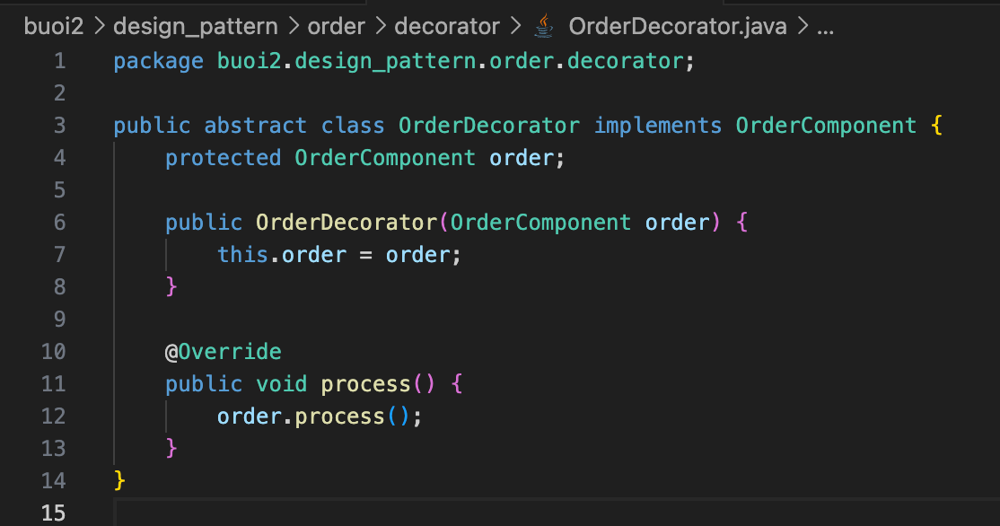 buoi2 > design_pattern > order > decorator > OrderDecorator.java > ...
1 package buoi2.design_pattern.order.decorator;
2
3 public abstract class OrderDecorator implements OrderComponent {
4     protected OrderComponent order;
5
6     public OrderDecorator(OrderComponent order) {
7         this.order = order;
8     }
9
10     @Override
11     public void process() {
12         order.process();
13     }
14 }
15